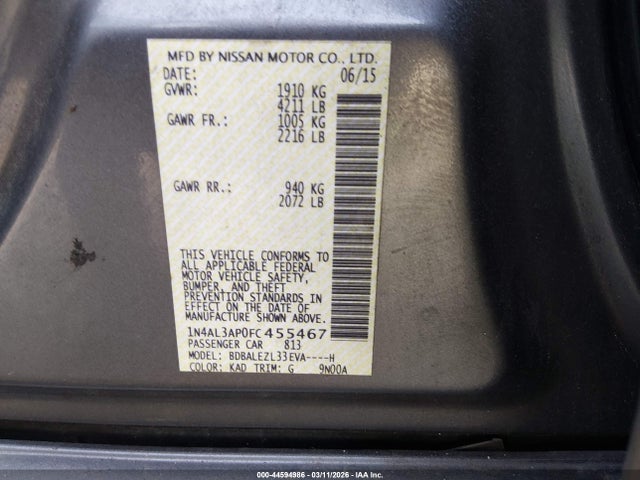 MFD BY NISSAN MOTOR CO., LTD.
DATE: 06/15
GVWR: 1910 KG
4211 LB
GAWR FR.: 1005 KG
2216 LB
GAWR RR.: 940 KG
2072 LB
THIS VEHICLE CONFORMS TO
ALL APPLICABLE FEDERAL
MOTOR VEHICLE SAFETY,
BUMPER, AND THEFT
PREVENTION STANDARDS
IN EFFECT ON THE DATE OF
MANUFACTURE SHOWN ABOVE.
1N4AL3AP0FC455467
PASSENGER CAR 813
MODEL: BDBALEZL33EVA----H
COLOR: KAD TRIM: G 9N00A
000-44594986 - 03/11/2026 - IAA Inc.